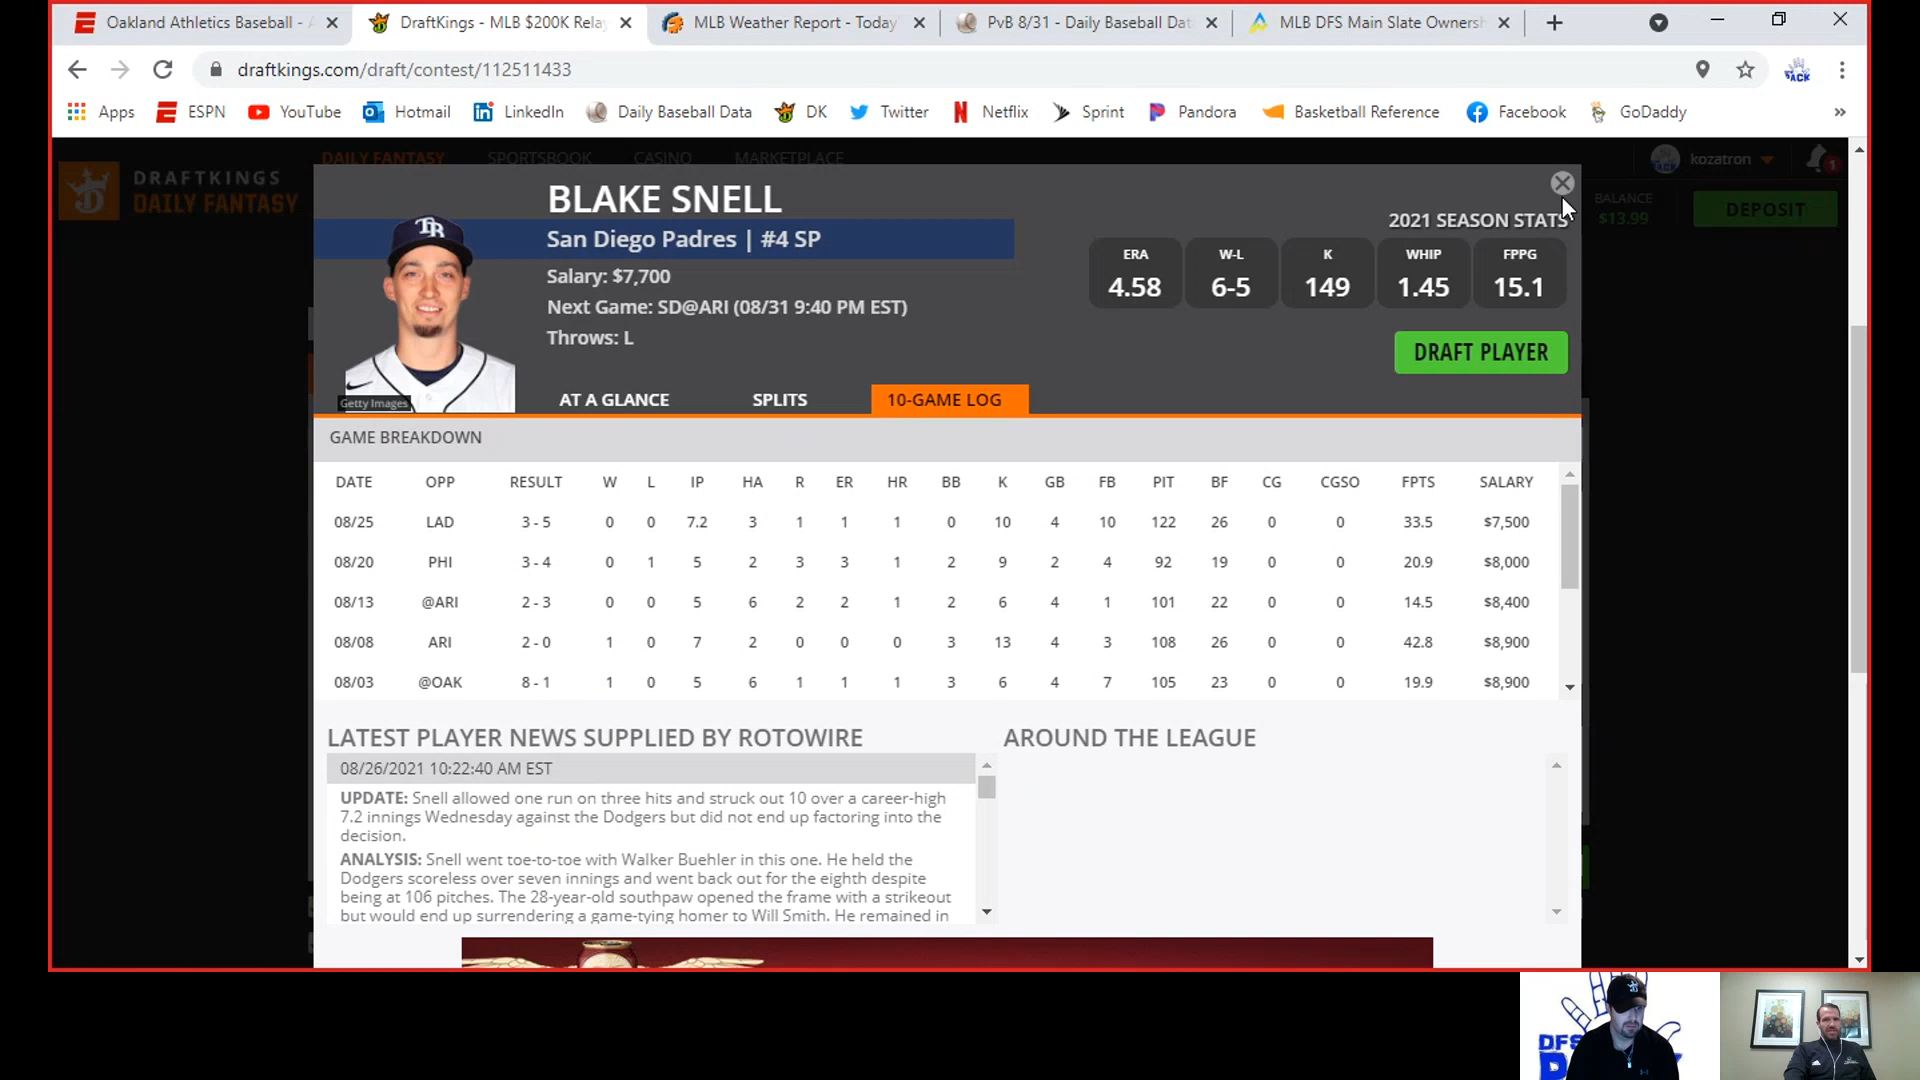 Oakland Athletics Baseball - A
DraftKings - MLB $200K Relay
MLB Weather Report - Today'
PvB 8/31 - Daily Baseball Data
MLB DFS Main Slate Ownersh
draftkings.com/draft/contest/112511433
Apps ESPN YouTube Hotmail LinkedIn Daily Baseball Data DK Twitter Netflix Sprint Pandora Basketball Reference Facebook GoDaddy »
DRAFTKINGS
DAILY FANTASY
DAILY FANTASY SPORTSBOOK CASINO MARKETPLACE
kozatron 1
BALANCE
$13.99
DEPOSIT
BLAKE SNELL
San Diego Padres | #4 SP
Salary: $7,700
Next Game: SD@ARI (08/31 9:40 PM EST)
Throws: L
TR
Getty Images
2021 SEASON STATS
ERA W-L K WHIP FPPG
4.58 6-5 149 1.45 15.1
DRAFT PLAYER
AT A GLANCE SPLITS 10-GAME LOG
GAME BREAKDOWN
DATE OPP RESULT W L IP HA R ER HR BB K GB FB PIT BF CG CGSO FPTS SALARY
08/25 LAD 3 - 5 0 0 7.2 3 1 1 1 0 10 4 10 122 26 0 0 33.5 $7,500
08/20 PHI 3 - 4 0 1 5 2 3 3 1 2 9 2 4 92 19 0 0 20.9 $8,000
08/13 @ARI 2 - 3 0 0 5 6 2 2 1 2 6 4 1 101 22 0 0 14.5 $8,400
08/08 ARI 2 - 0 1 0 7 2 0 0 0 3 13 4 3 108 26 0 0 42.8 $8,900
08/03 @OAK 8 - 1 1 0 5 6 1 1 1 3 6 4 7 105 23 0 0 19.9 $8,900
LATEST PLAYER NEWS SUPPLIED BY ROTOWIRE
AROUND THE LEAGUE
08/26/2021 10:22:40 AM EST
UPDATE: Snell allowed one run on three hits and struck out 10 over a career-high
7.2 innings Wednesday against the Dodgers but did not end up factoring into the
decision.
ANALYSIS: Snell went toe-to-toe with Walker Buehler in this one. He held the
Dodgers scoreless over seven innings and went back out for the eighth despite
being at 106 pitches. The 28-year-old southpaw opened the frame with a strikeout
but would end up surrendering a game-tying homer to Will Smith. He remained in
DFS